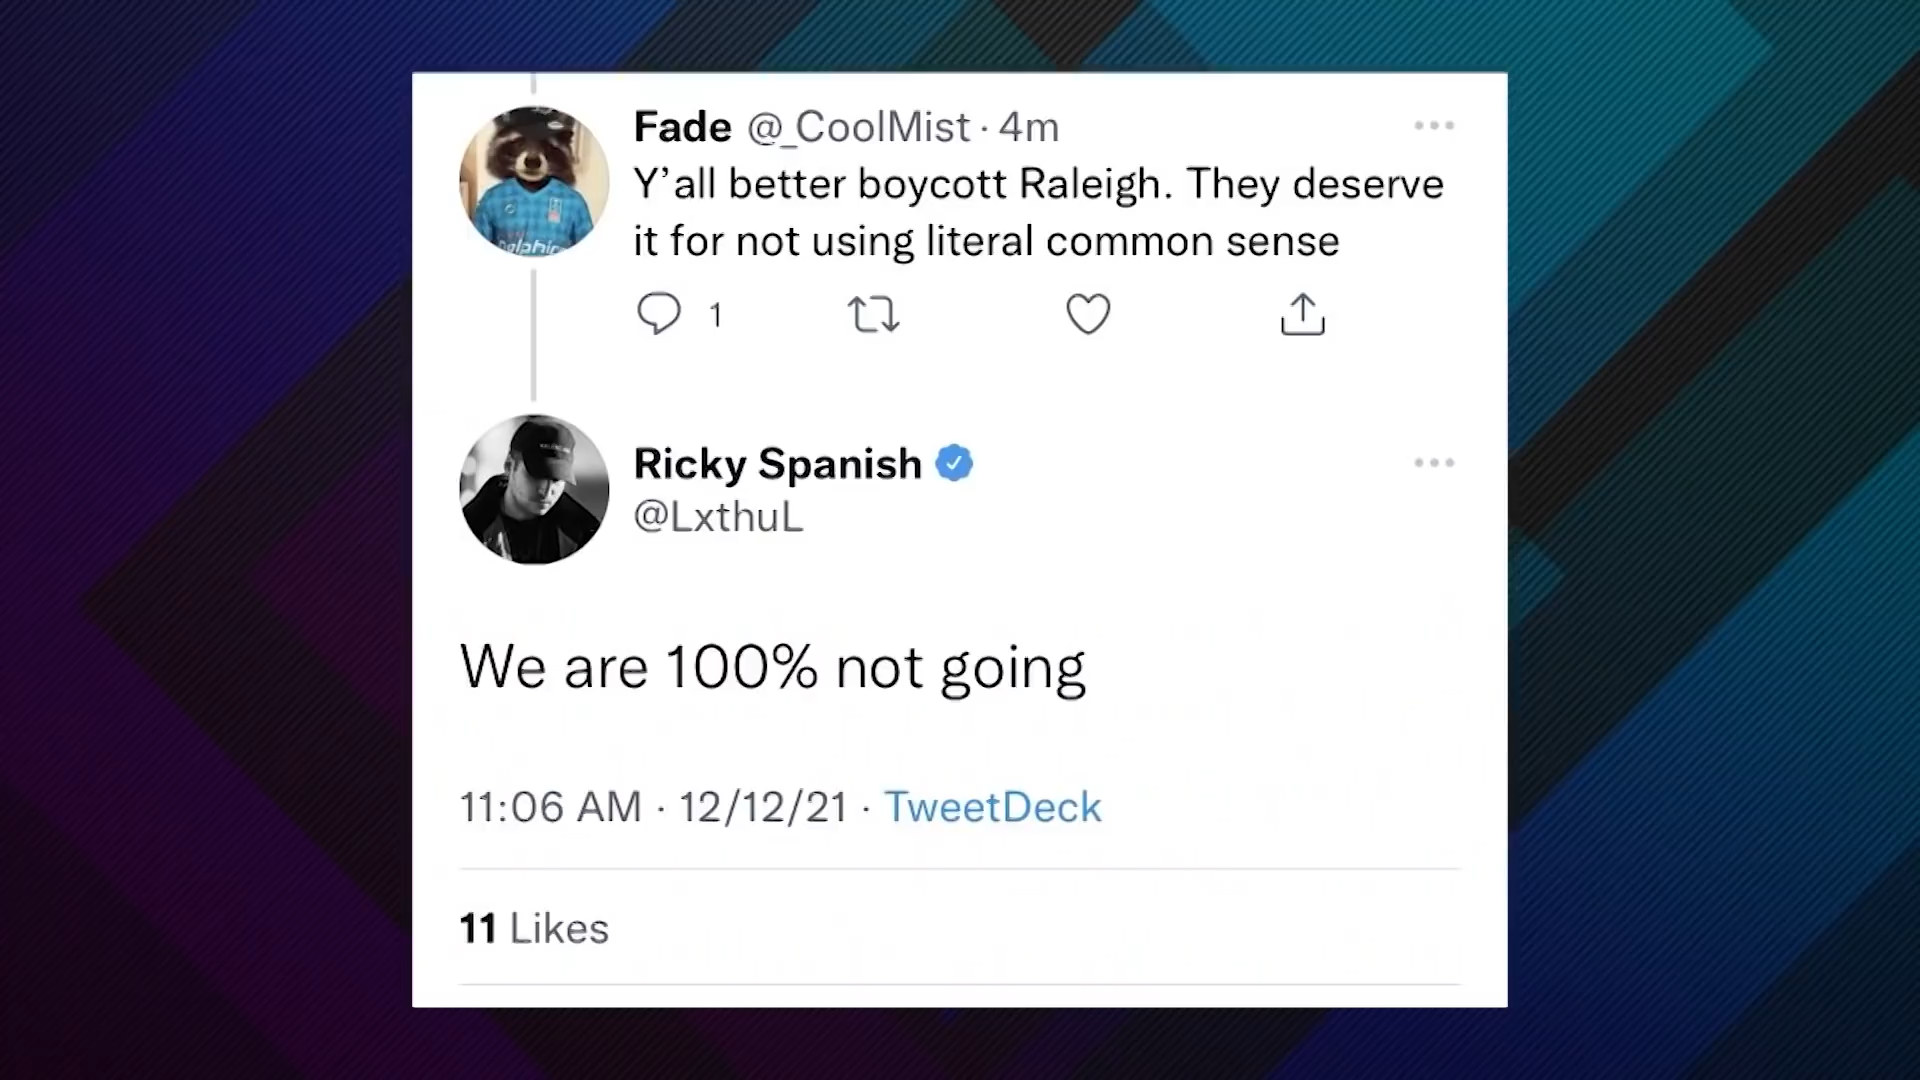 Fade @_CoolMist · 4m
Y’all better boycott Raleigh. They deserve
it for not using literal common sense
1
Ricky Spanish
@LxthuL
We are 100% not going
11:06 AM · 12/12/21 · TweetDeck
11 Likes